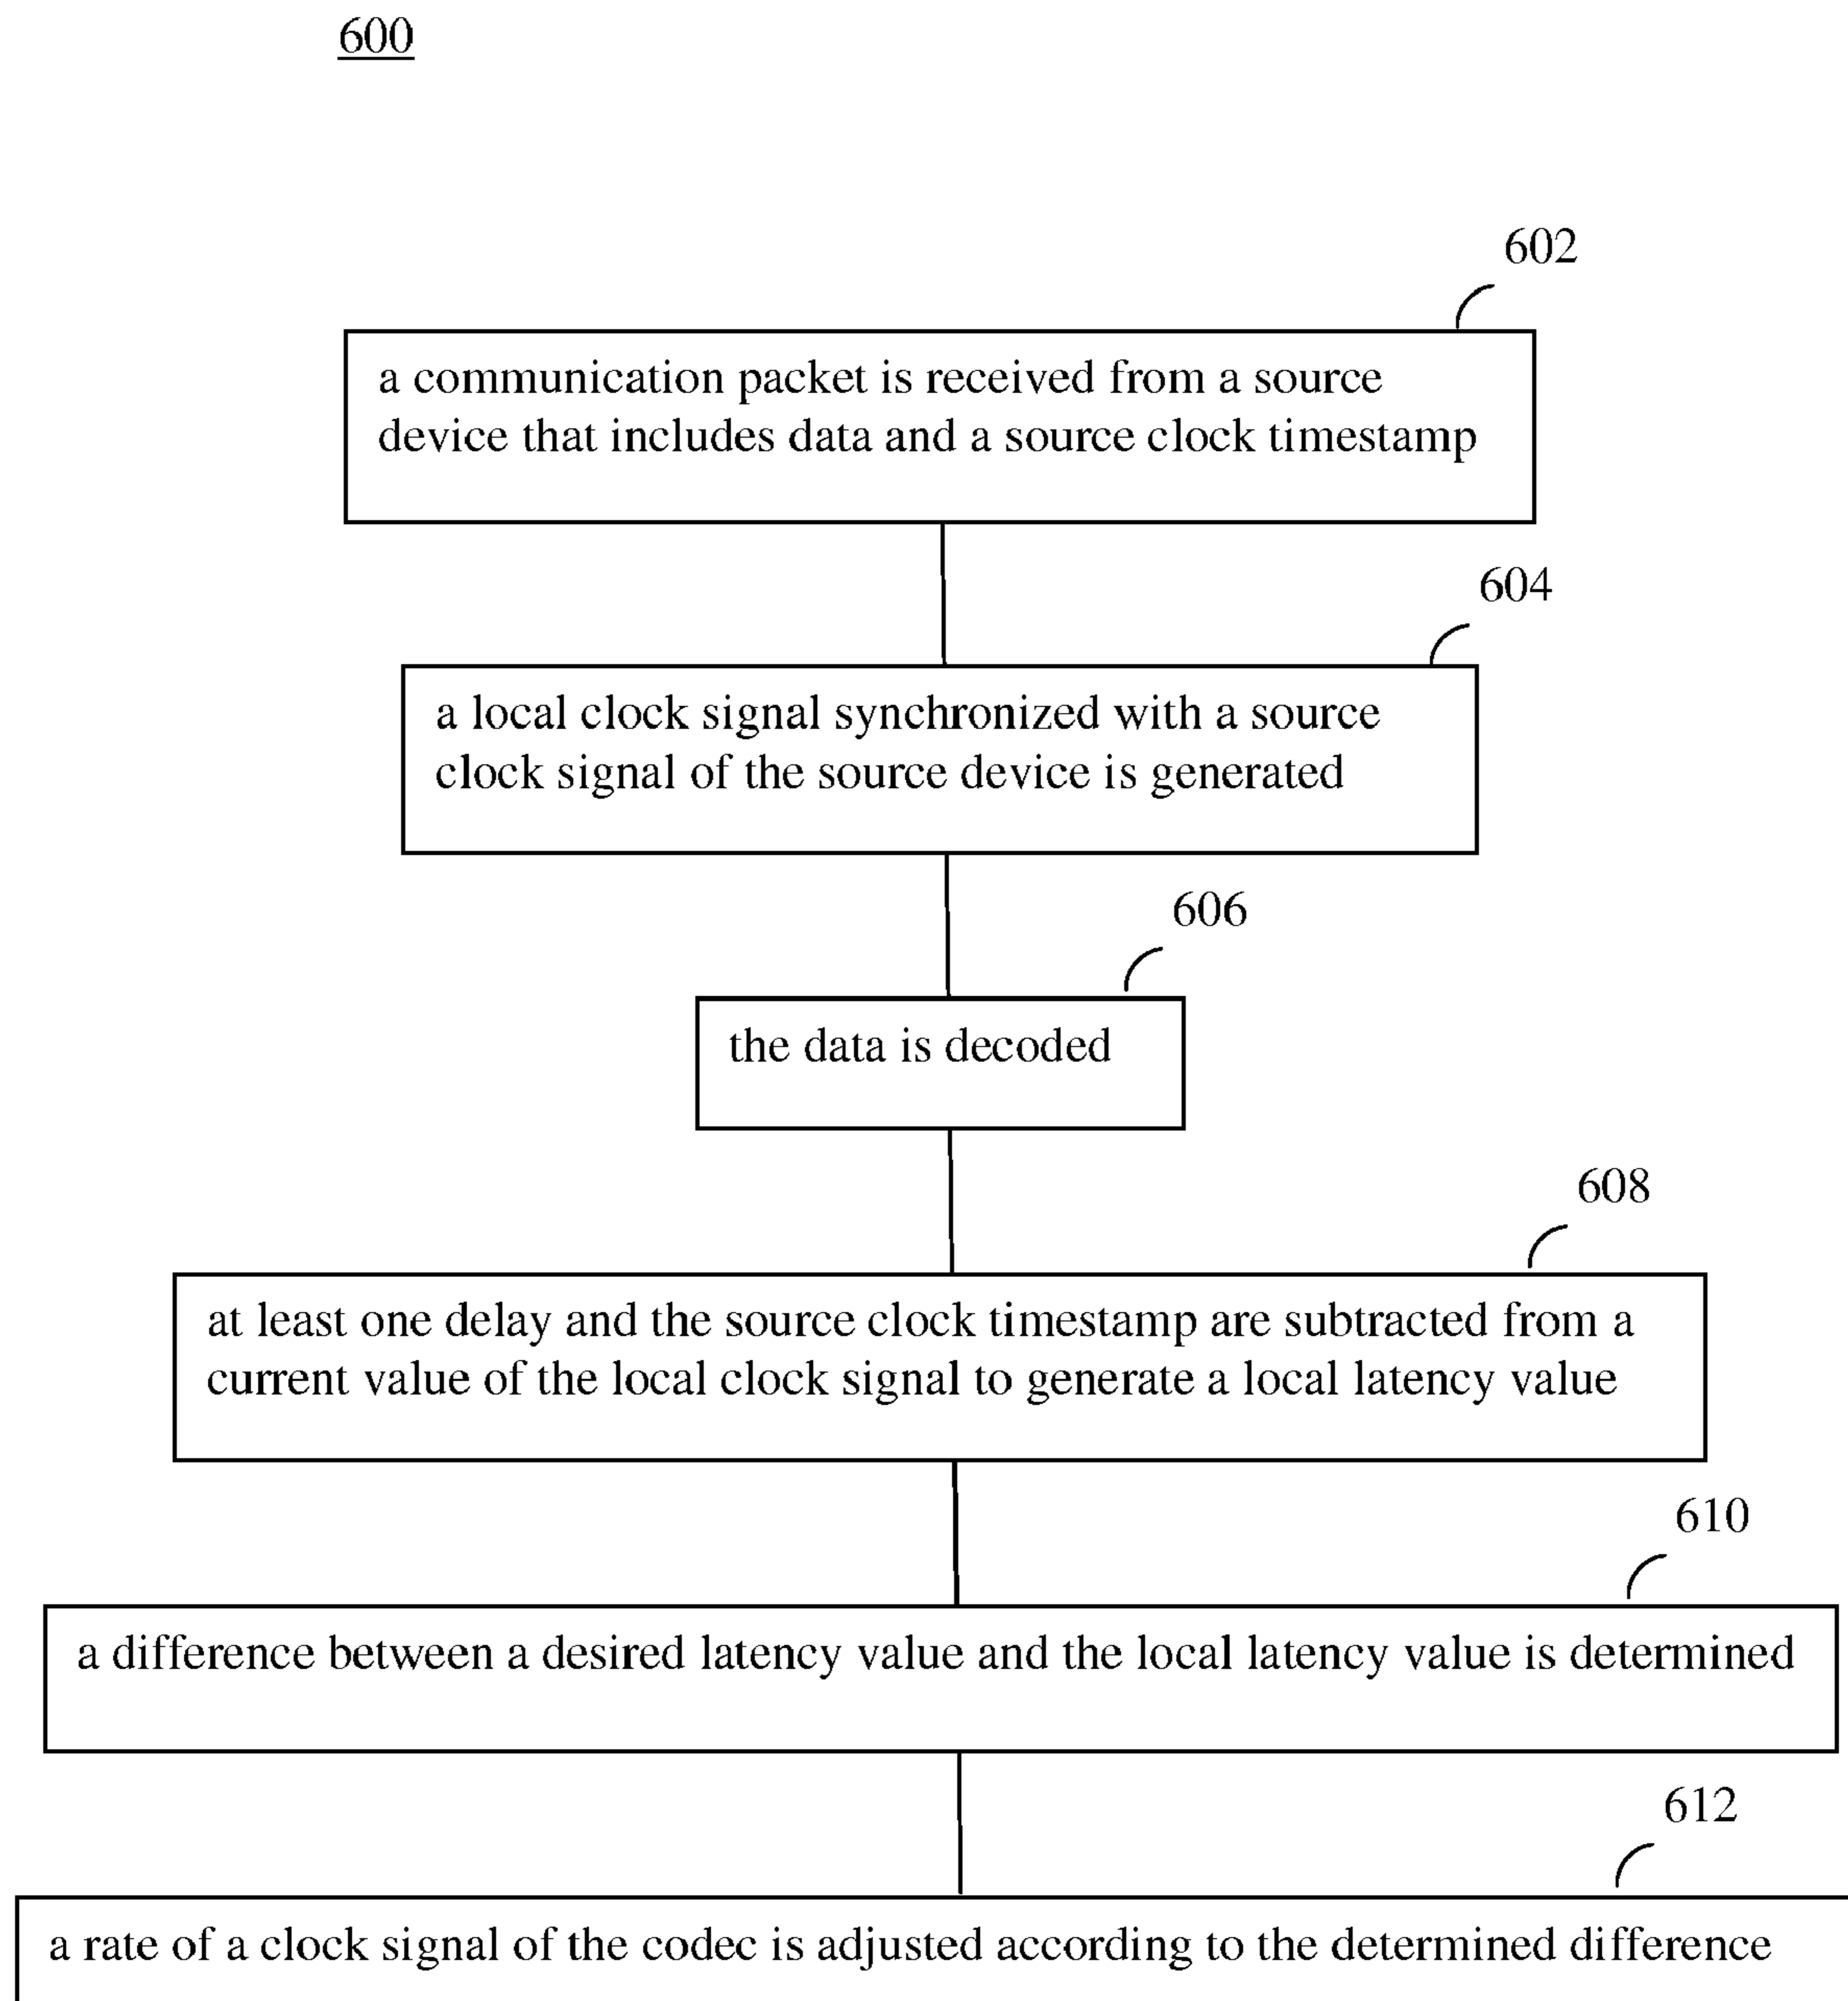 600
602
a communication packet is received from a source
device that includes data and a source clock timestamp
604
a local clock signal synchronized with a source
clock signal of the source device is generated
606
the data is decoded
608
at least one delay and the source clock timestamp are subtracted from a
current value of the local clock signal to generate a local latency value
610
a difference between a desired latency value and the local latency value is determined
612
a rate of a clock signal of the codec is adjusted according to the determined difference